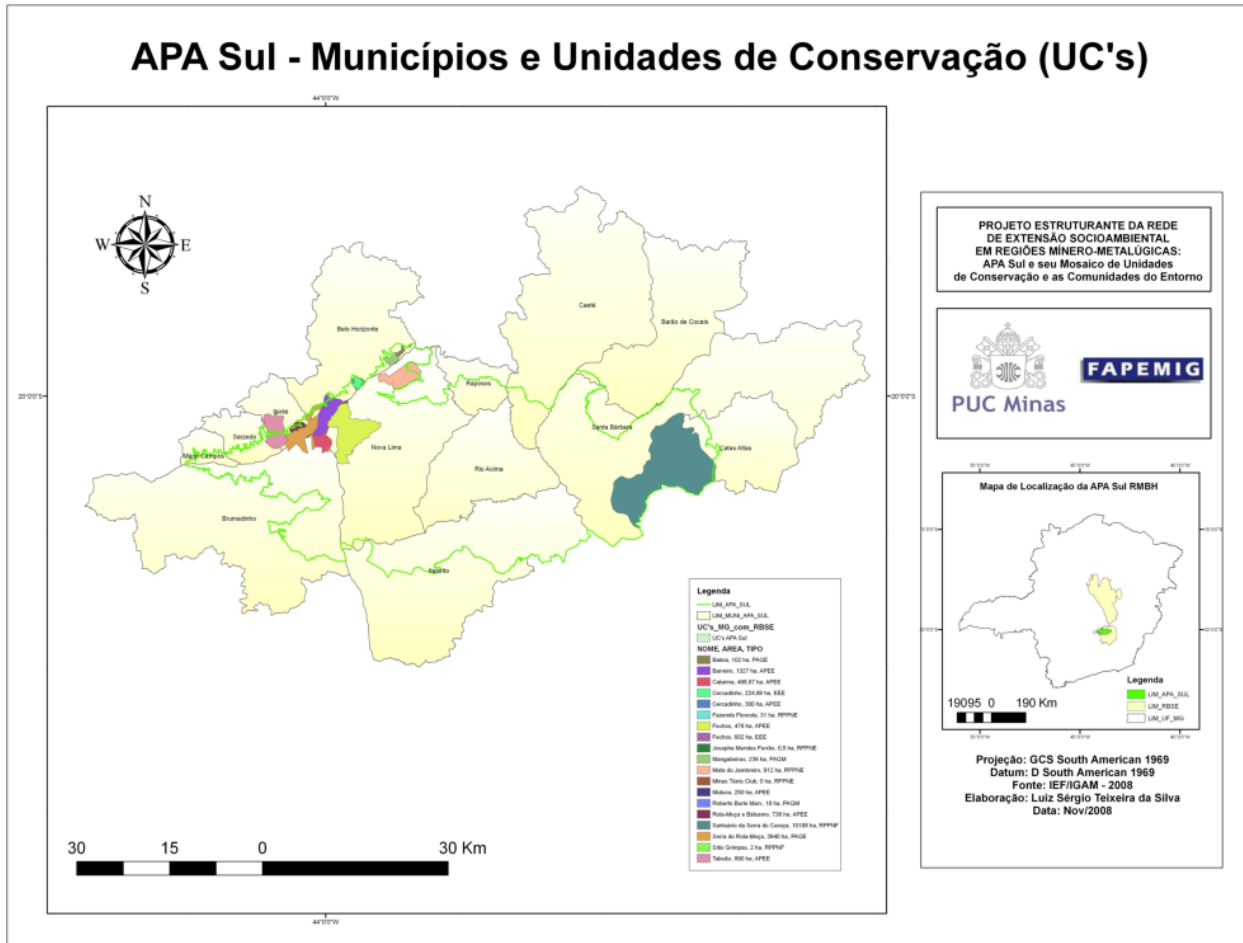 APA Sul - Municípios e Unidades de Conservação (UC's)
44°0'0"W
N
W E
S
20°0'0"S
20°0'0"S
Caeté
Barão de Cocais
Belo Horizonte
Raposos
Ibirité
Sarzedo
Mário Campos
Nova Lima
Rio Acima
Santa Bárbara
Catas Altas
Brumadinho
Itabirito
Legenda
LIM_APA_SUL
LIM_MUNI_APA_SUL
UC's_MG_com_RBSE
UC's APA Sul
NOME, AREA, TIPO
Baleia, 102 ha, PAQE
Barreiro, 1327 ha, APEE
Catarina, 496,87 ha, APEE
Cercadinho, 224,89 ha, EEE
Cercadinho, 300 ha, APEE
Fazenda Floresta, 31 ha, RPPNE
Fechos, 476 ha, APEE
Fechos, 602 ha, EEE
Josepha Mendes Ferrão, 0,5 ha, RPPNE
Mangabeiras, 236 ha, PAQM
Mata do Jambreiro, 912 ha, RPPNE
Minas Tênis Club, 0 ha, RPPNE
Mutuca, 250 ha, APEE
Roberto Burle Marx, 18 ha, PAQM
Rola-Moça e Bálsamo, 738 ha, APEE
Santuário da Serra do Caraça, 10188 ha, RPPNF
Serra do Rola-Moça, 3940 ha, PAQE
Sítio Grimpas, 2 ha, RPPNF
Taboão, 890 ha, APEE
30 15 0 30 Km
44°0'0"W
PROJETO ESTRUTURANTE DA REDE
DE EXTENSÃO SOCIOAMBIENTAL
EM REGIÕES MÍNERO-METALÚGICAS:
APA Sul e seu Mosaico de Unidades
de Conservação e as Comunidades do Entorno
PUC Minas
FAPEMIG
Mapa de Localização da APA Sul RMBH
Legenda
LIM_APA_SUL
LIM_RBSE
LIM_UF_MG
19095 0 190 Km
Projeção: GCS South American 1969
Datum: D South American 1969
Fonte: IEF/IGAM - 2008
Elaboração: Luiz Sérgio Teixeira da Silva
Data: Nov/2008